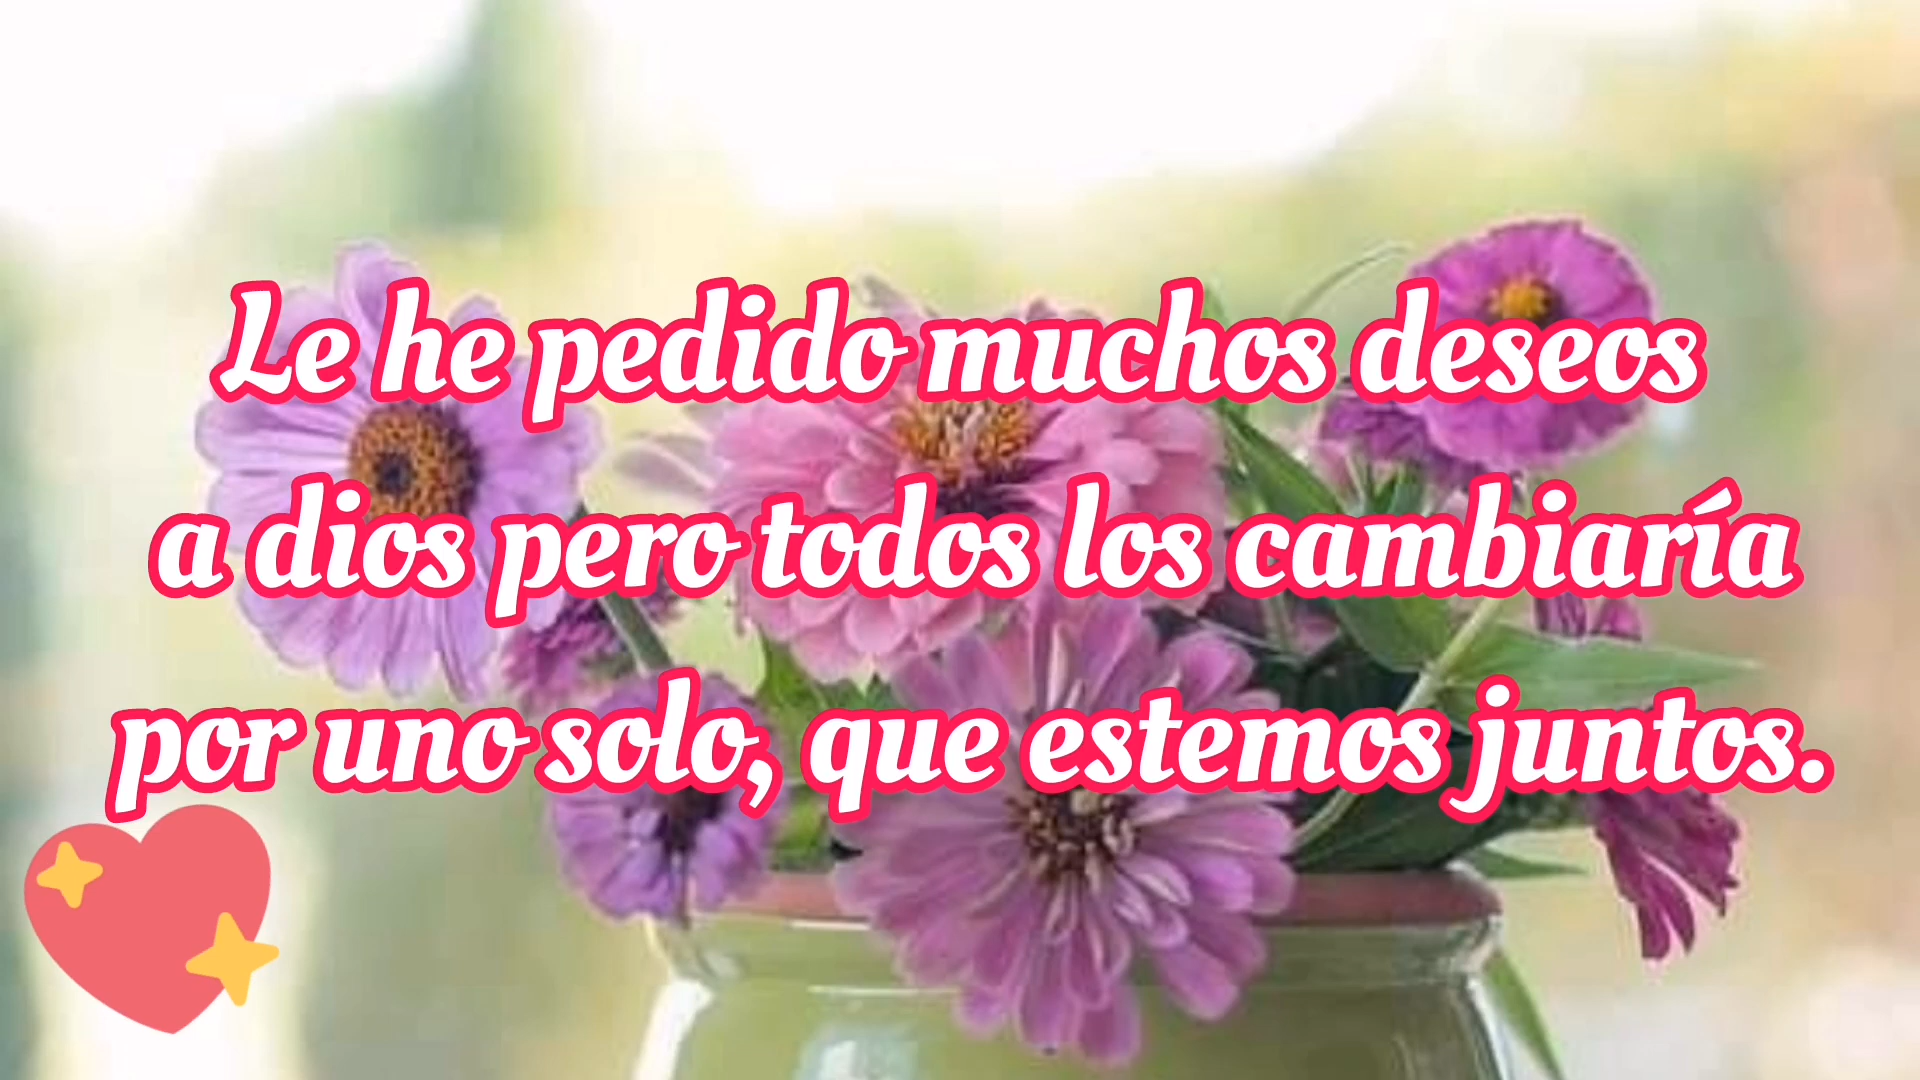 Le he pedido muchos deseos
a dios pero todos los cambiaría
por uno solo, que estemos juntos.